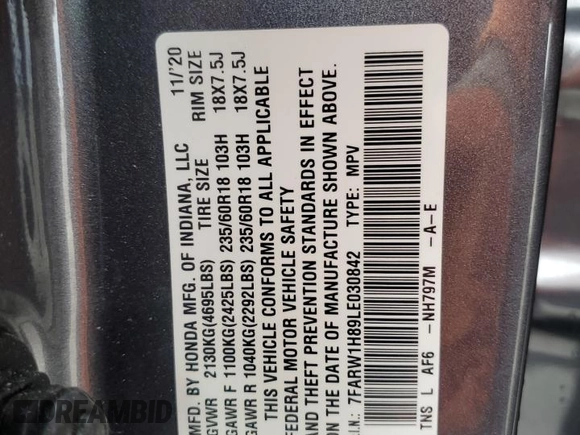 MFD. BY HONDA MFG. OF INDIANA, LLC 11/'20
GVWR 2130KG(4695LBS) TIRE SIZE RIM SIZE
GAWR F 1100KG(2425LBS) 235/60R18 103H 18X7.5J
GAWR R 1040KG(2292LBS) 235/60R18 103H 18X7.5J
THIS VEHICLE CONFORMS TO ALL APPLICABLE
FEDERAL MOTOR VEHICLE SAFETY
AND THEFT PREVENTION STANDARDS IN EFFECT
ON THE DATE OF MANUFACTURE SHOWN ABOVE.
V.I.N.: 7FARW1H89LE030842 TYPE: MPV
TNS L AF6 -NH797M -A-E
DREAMBID